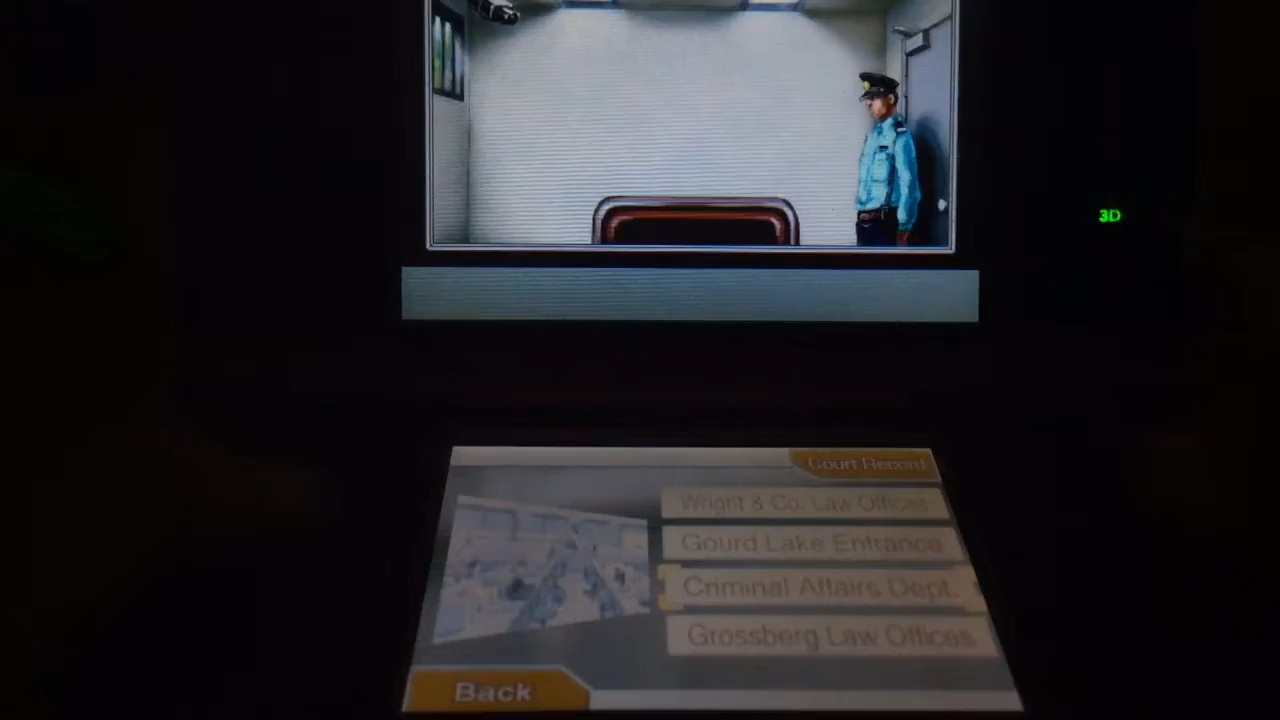 3D
Court Record
Wright & Co. Law Offices
Gourd Lake Entrance
Criminal Affairs Dept.
Grossberg Law Offices
Back